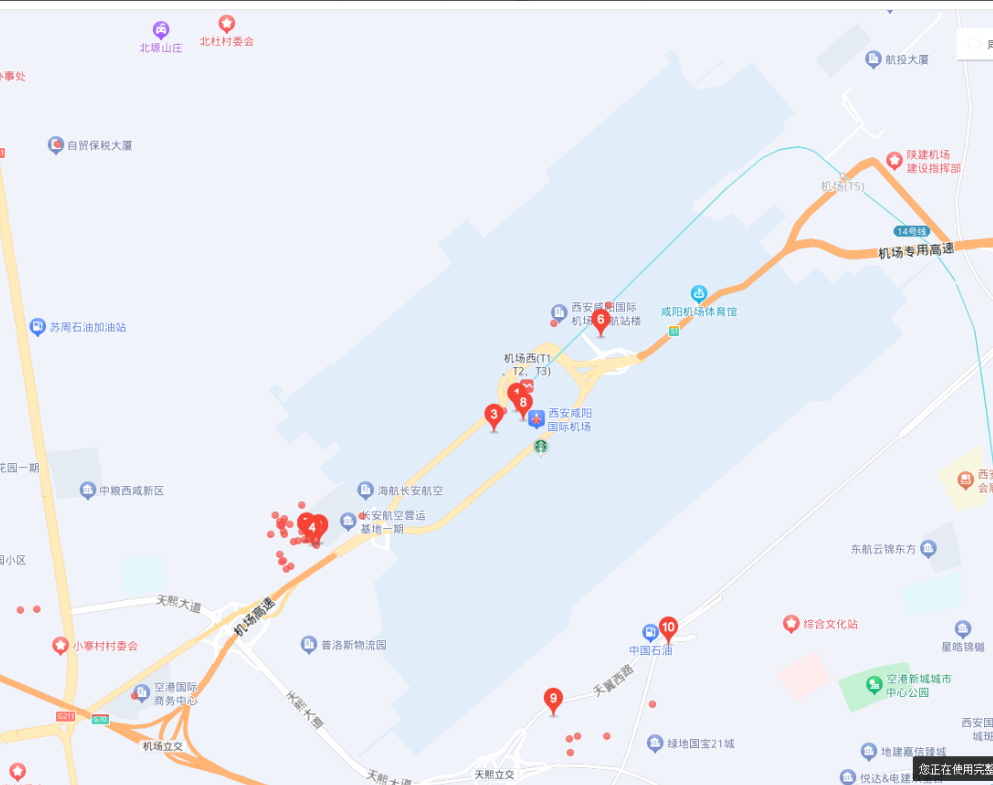 北塬山庄
北杜村委会
航投大厦
办事处
自贸保税大厦
陕建机场
建设指挥部
机场(T5)
14号线
机场专用高速
咸阳机场体育馆
S1
西安咸阳国际
机场
航站楼
6
苏周石油加油站
机场西(T1
、T2、T3)
3
1
8
西安咸阳
国际机场
花园一期
中粮西咸新区
海航长安航空
长安航空营运
基地一期
4
东航云锦东方
园小区
天熙大道
机场高速
小寨村村委会
普洛斯物流园
10
中国石油
综合文化站
星皓锦樾
空港国际
商务中心
天翼西路
9
空港新城城市
中心公园
G211
G70
天熙大道
机场立交
绿地国宝21城
西安国
地建嘉信臻城
天熙大道
天熙立交
悦达&电建
您正在使用完整